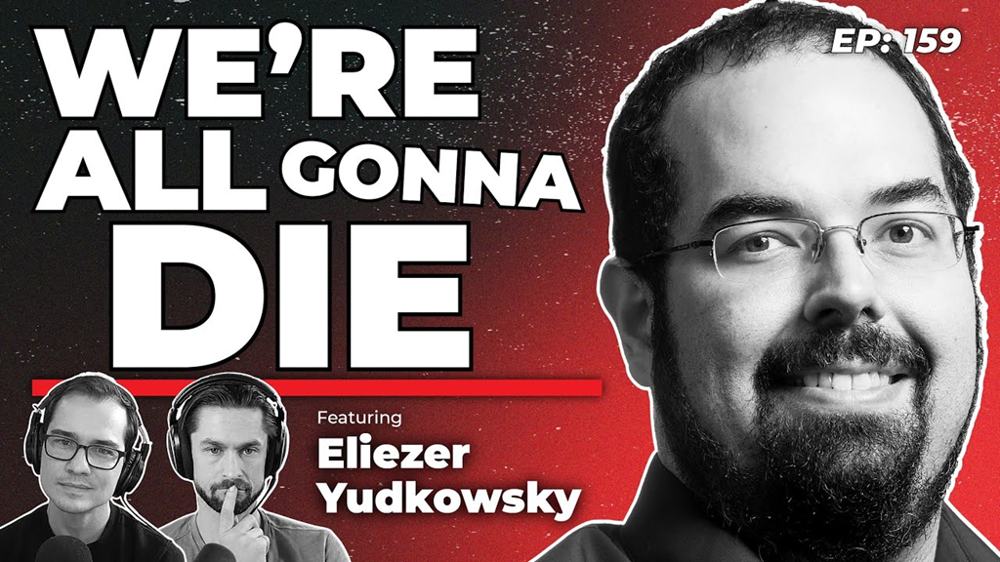 WE'RE
ALL GONNA
DIE
EP: 159
Featuring
Eliezer
Yudkowsky